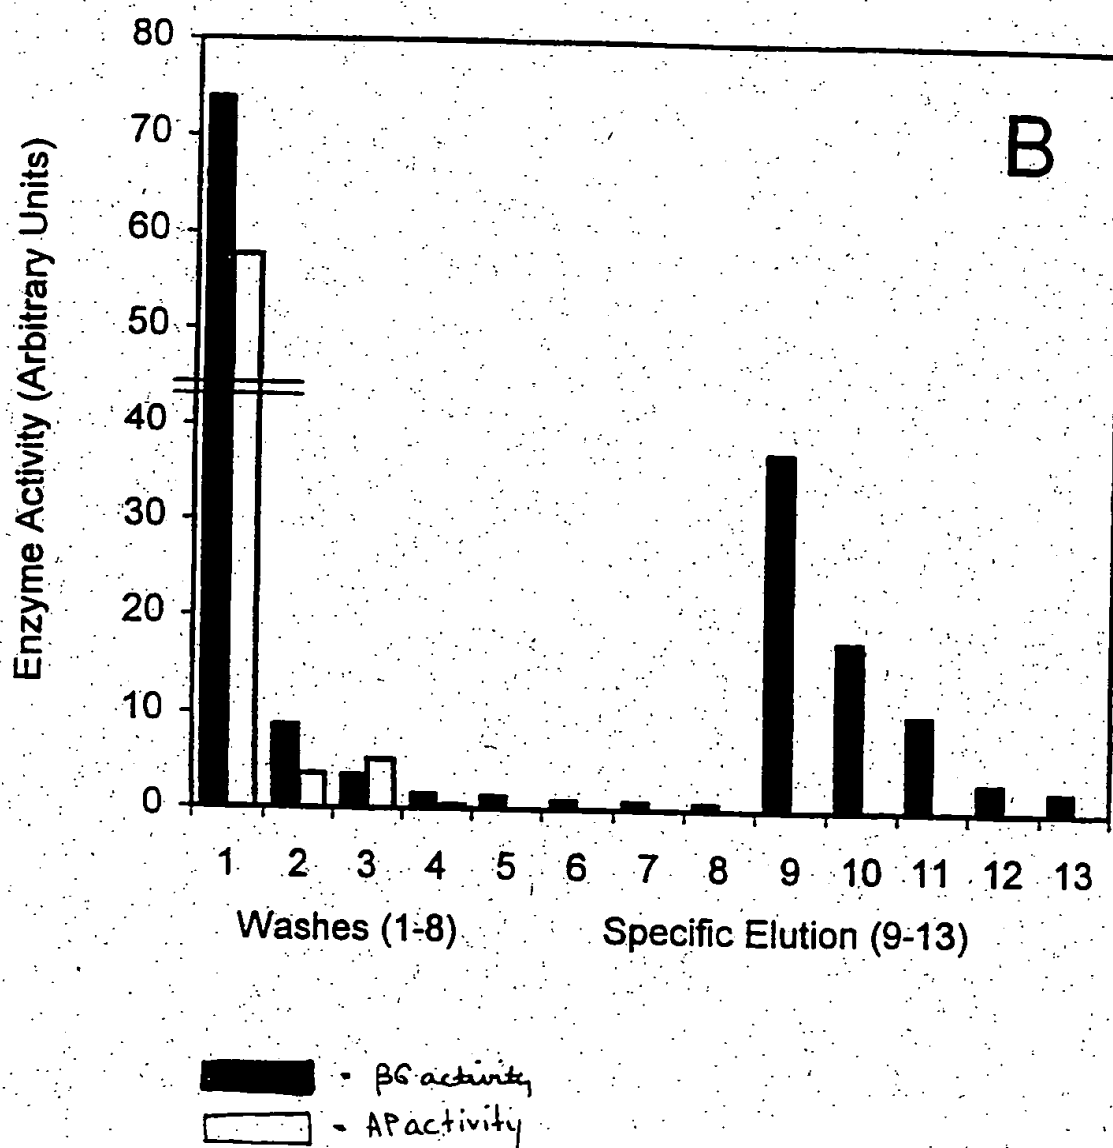 80
70
60
50
40
30
20
10
0
Enzyme Activity (Arbitrary Units)
B
1 2 3 4 5 6 7 8 9 10 11 12 13
Washes (1-8) Specific Elution (9-13)
- βG activity
- AP activity